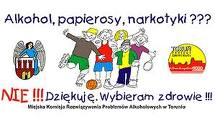 Alkohol, papierosy, narkotyki ???
NIE !!! Dziękuję. Wybieram zdrowie !!!
Miejska Komisja Rozwiązywania Problemów Alkoholowych w Toruniu